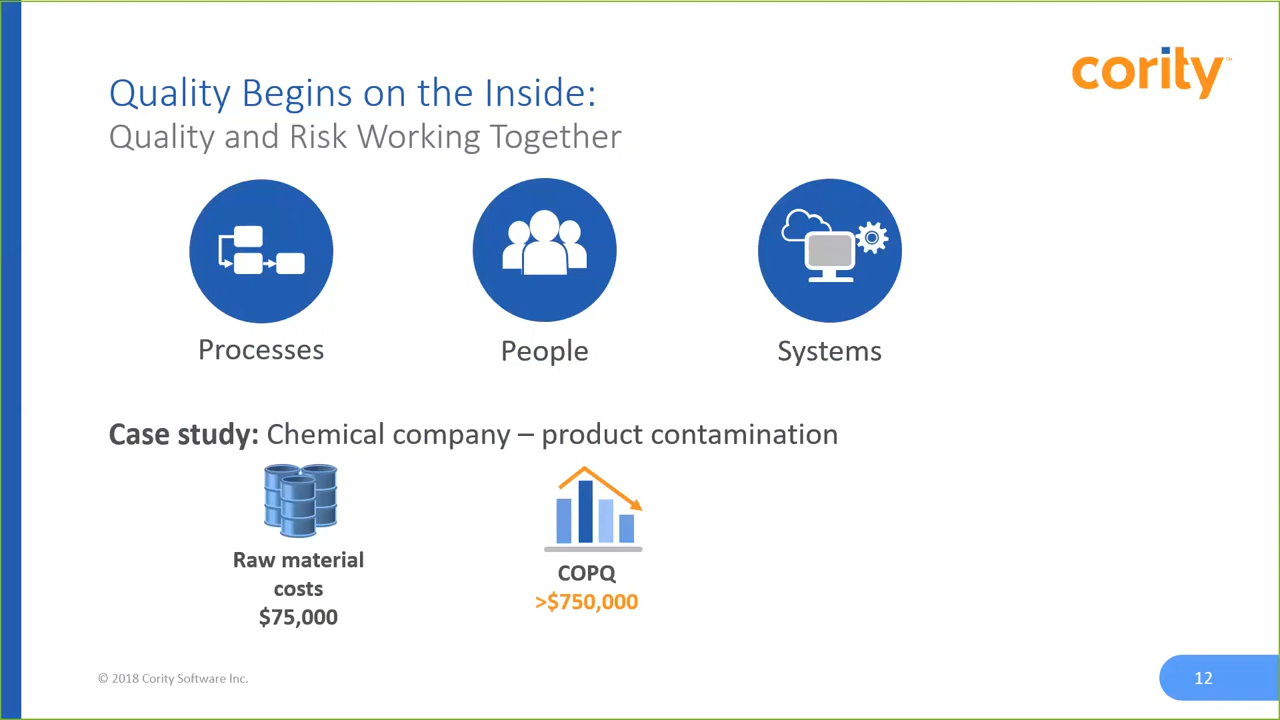 cority™
Quality Begins on the Inside:
Quality and Risk Working Together
Processes
People
Systems
Case study: Chemical company – product contamination
Raw material
costs
$75,000
COPQ
>$750,000
© 2018 Cority Software Inc.
12